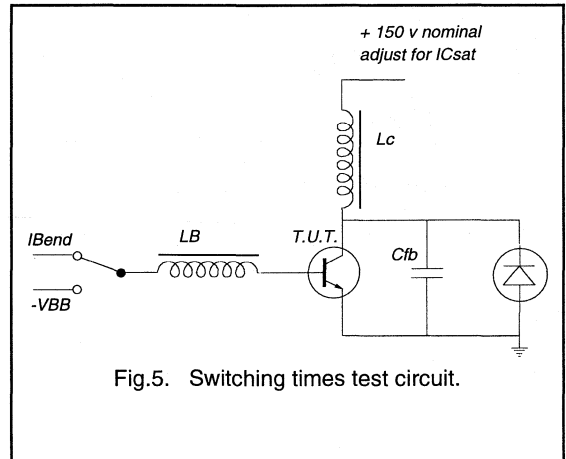 + 150 v nominal
adjust for ICsat
Lc
IBend
LB
T.U.T.
Cfb
-VBB
Fig.5. Switching times test circuit.